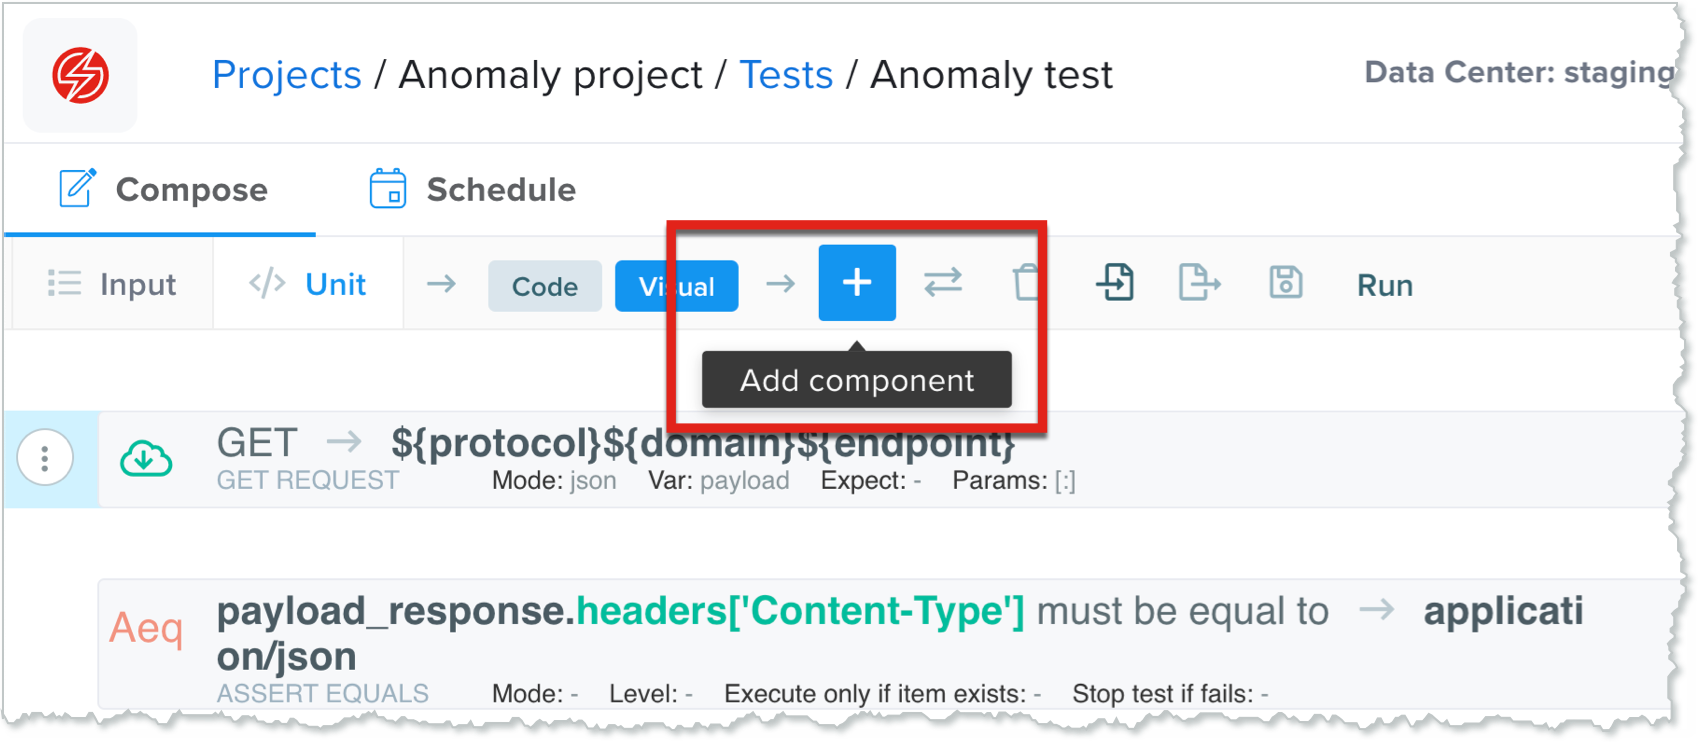 Projects / Anomaly project / Tests / Anomaly test
Data Center: staging
Compose
Schedule
Input
Unit
Code
Visual
Run
Add component
GET → ${protocol}${domain}${endpoint}
GET REQUEST Mode: json Var: payload Expect: - Params: [:]
Aeq
payload_response.headers['Content-Type'] must be equal to → applicati
on/json
ASSERT EQUALS Mode: - Level: - Execute only if item exists: - Stop test if fails: -